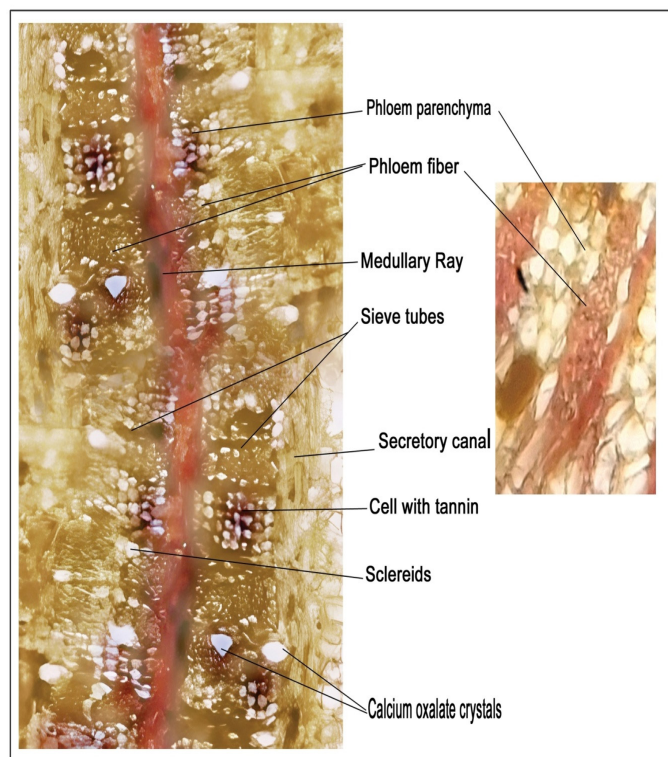 Phloem parenchyma
Phloem fiber
Medullary Ray
Sieve tubes
Secretory canal
Cell with tannin
Sclereids
Calcium oxalate crystals